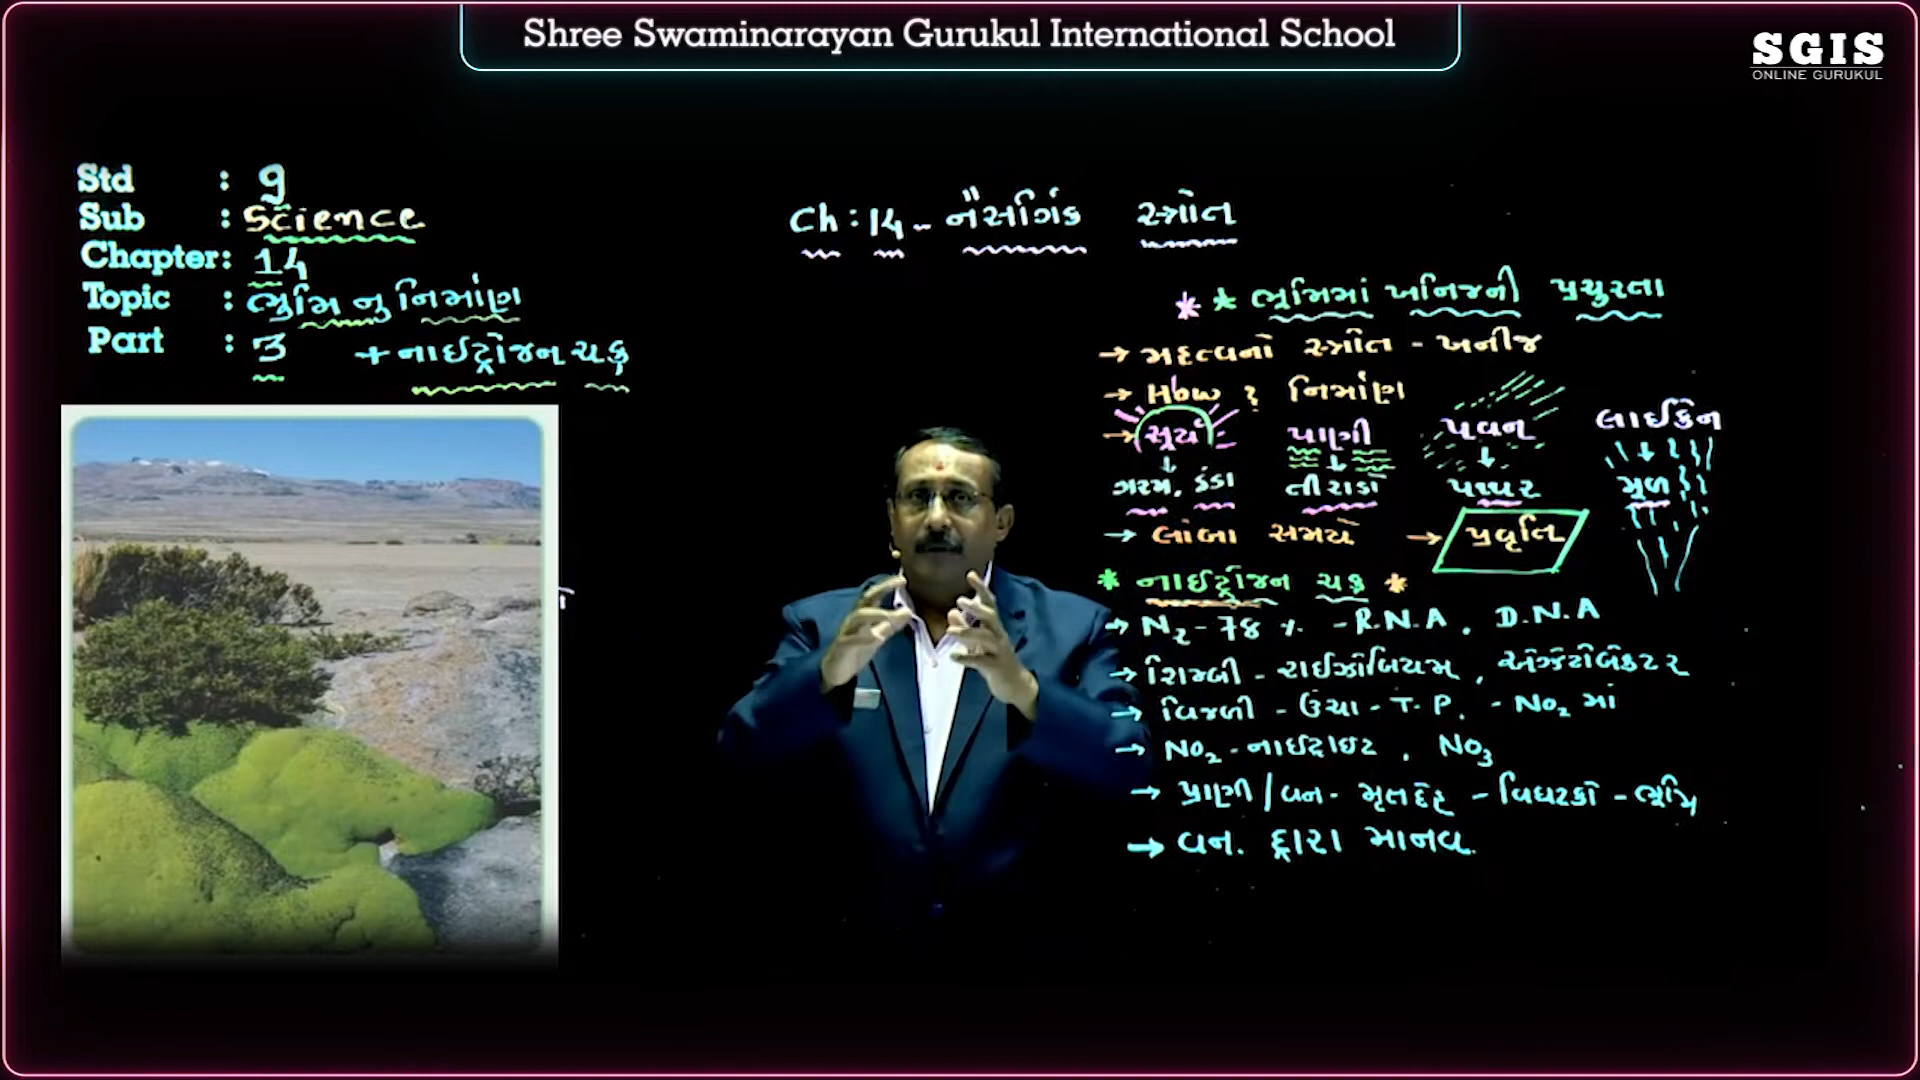 Shree Swaminarayan Gurukul International School
SGIS
ONLINE GURUKUL
Std : 9
Sub : Science
Chapter: 14
Topic : ભુમિ નુ નિર્માણ
Part : 3 + નાઈટ્રોજન ચક્ર
Ch : 14 - "નૈસર્ગિક સ્ત્રોત
* * ભૂમિમાં ખનિજની પ્રચુરતા
→ મહત્વનો સ્ત્રોત - ખનીજ
→ How ? નિર્માણ
→ સૂર્ય પાણી પવન લાઈકેન
↓ ↓ ↓ ↓
ગરમ, ઠંડા તીરાડો પથ્થર મૂળ
→ લાંબા સમયે → પ્રવૃતિ
* નાઈટ્રોજન ચક્ર *
→ N₂ - 78 % - R.N.A , D.N.A
→ શિમ્બી - રાઈઝોબિયમ , એઝેટોબેક્ટર
→ વિજળી - ઉંચા - T. P. - NO₂ માં
→ NO₂ - નાઈટ્રાઇટ , NO₃
→ પ્રાણી / વન - મૃતદેહ - વિઘટકો - ભૂમિ
→ વન. દ્વારા માનવ.